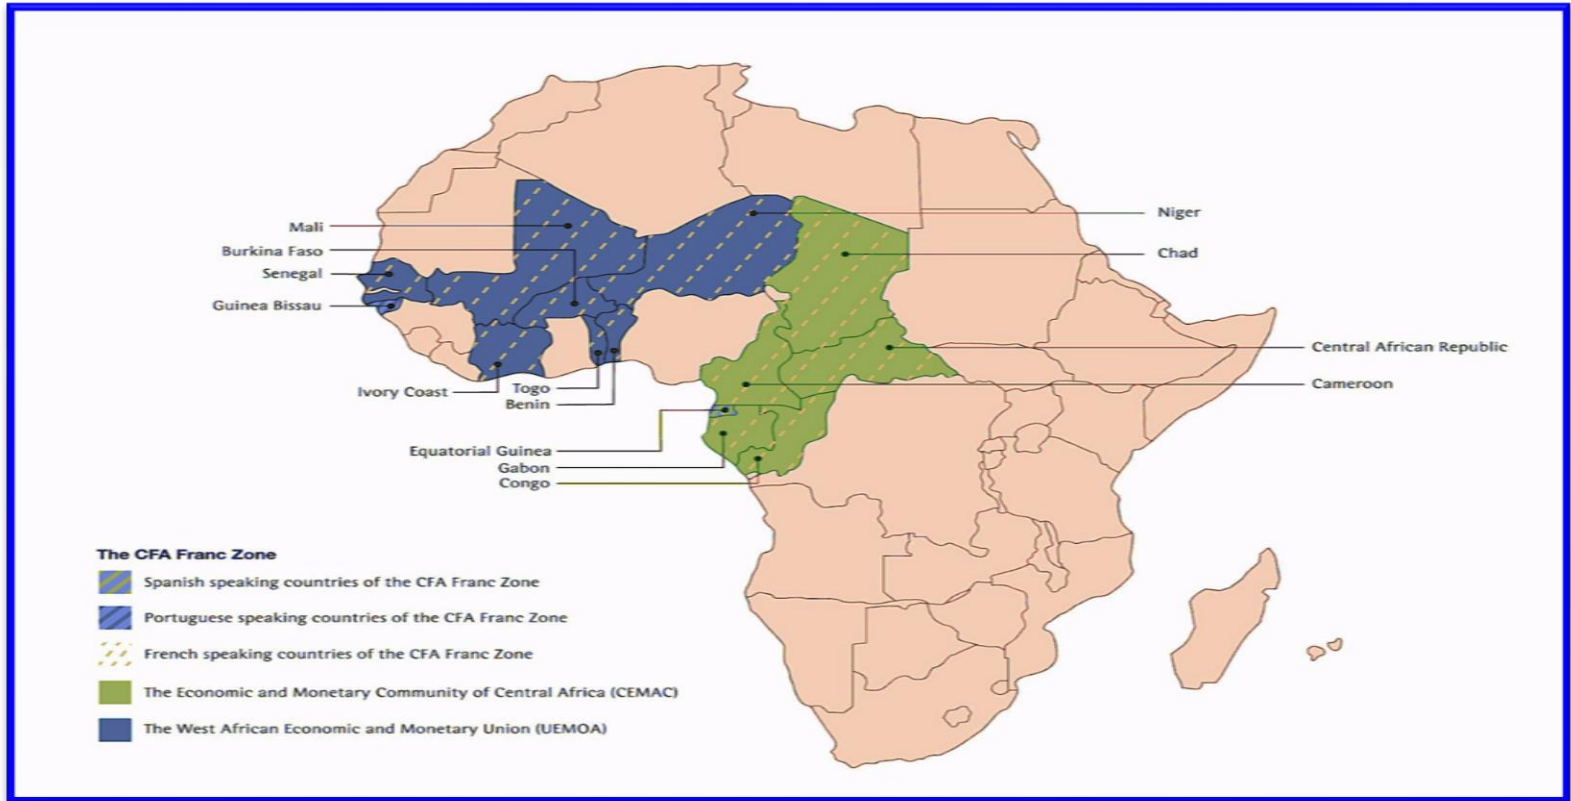 Mali
Burkina Faso
Senegal
Guinea Bissau
Niger
Chad
Central African Republic
Cameroon
Ivory Coast
Togo
Benin
Equatorial Guinea
Gabon
Congo
The CFA Franc Zone
Spanish speaking countries of the CFA Franc Zone
Portuguese speaking countries of the CFA Franc Zone
French speaking countries of the CFA Franc Zone
The Economic and Monetary Community of Central Africa (CEMAC)
The West African Economic and Monetary Union (UEMOA)